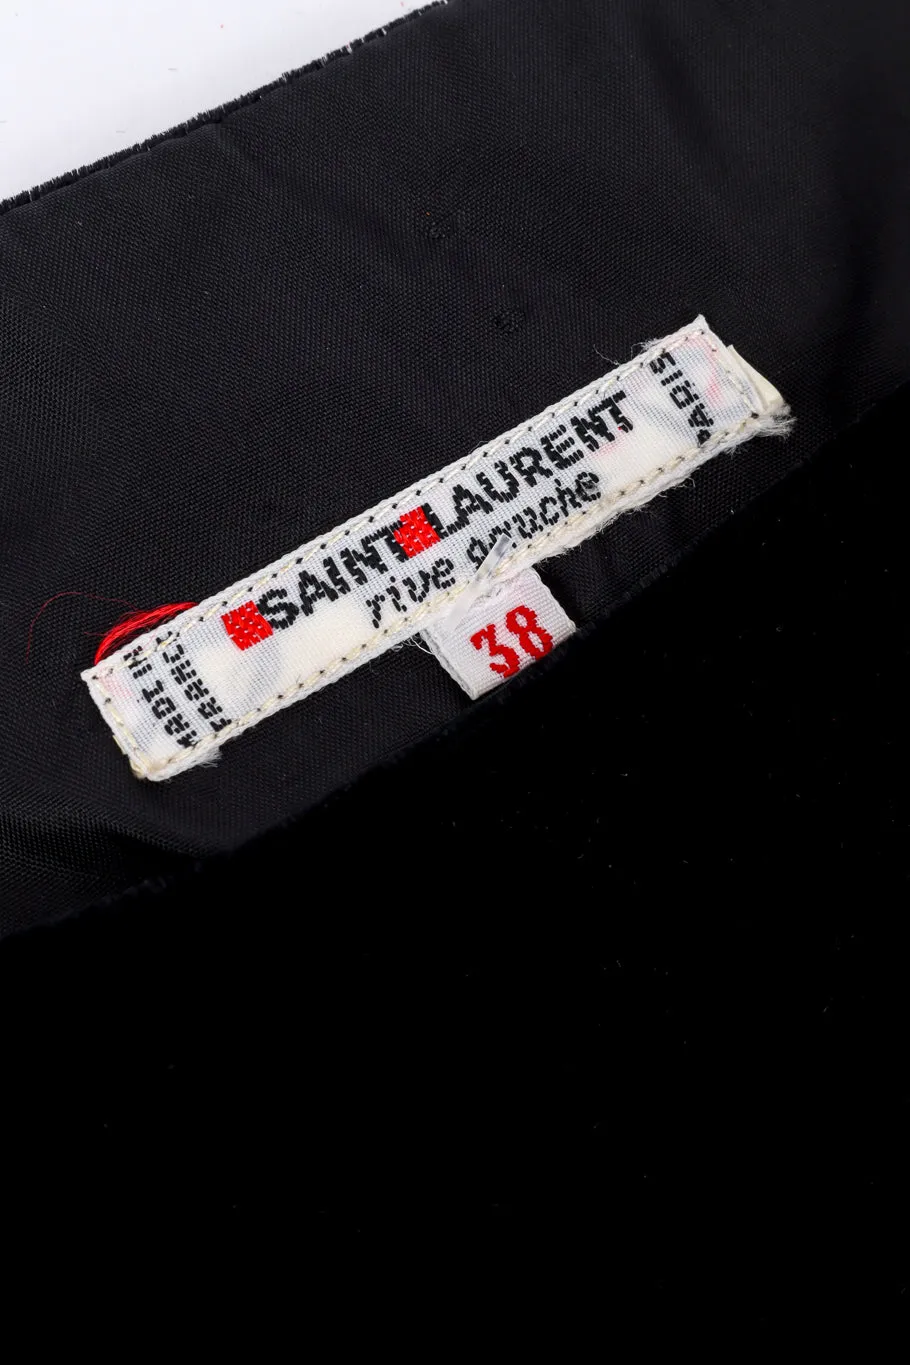 MADE IN
FRANCE
SAINT LAURENT
rive gauche
PARIS
38